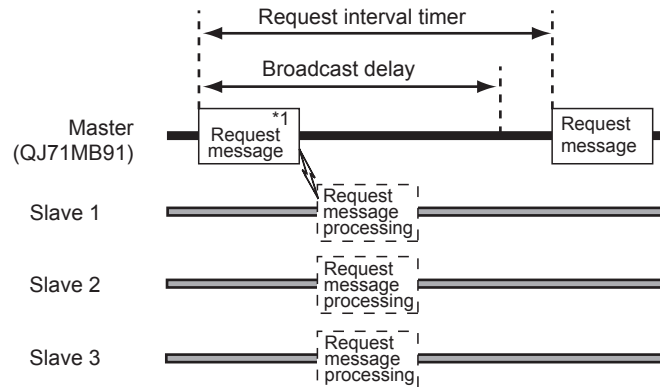 Request interval timer
Broadcast delay
Master
(QJ71MB91)
*1
Request
message
Request
message
Slave 1
Request
message
processing
Slave 2
Request
message
processing
Slave 3
Request
message
processing